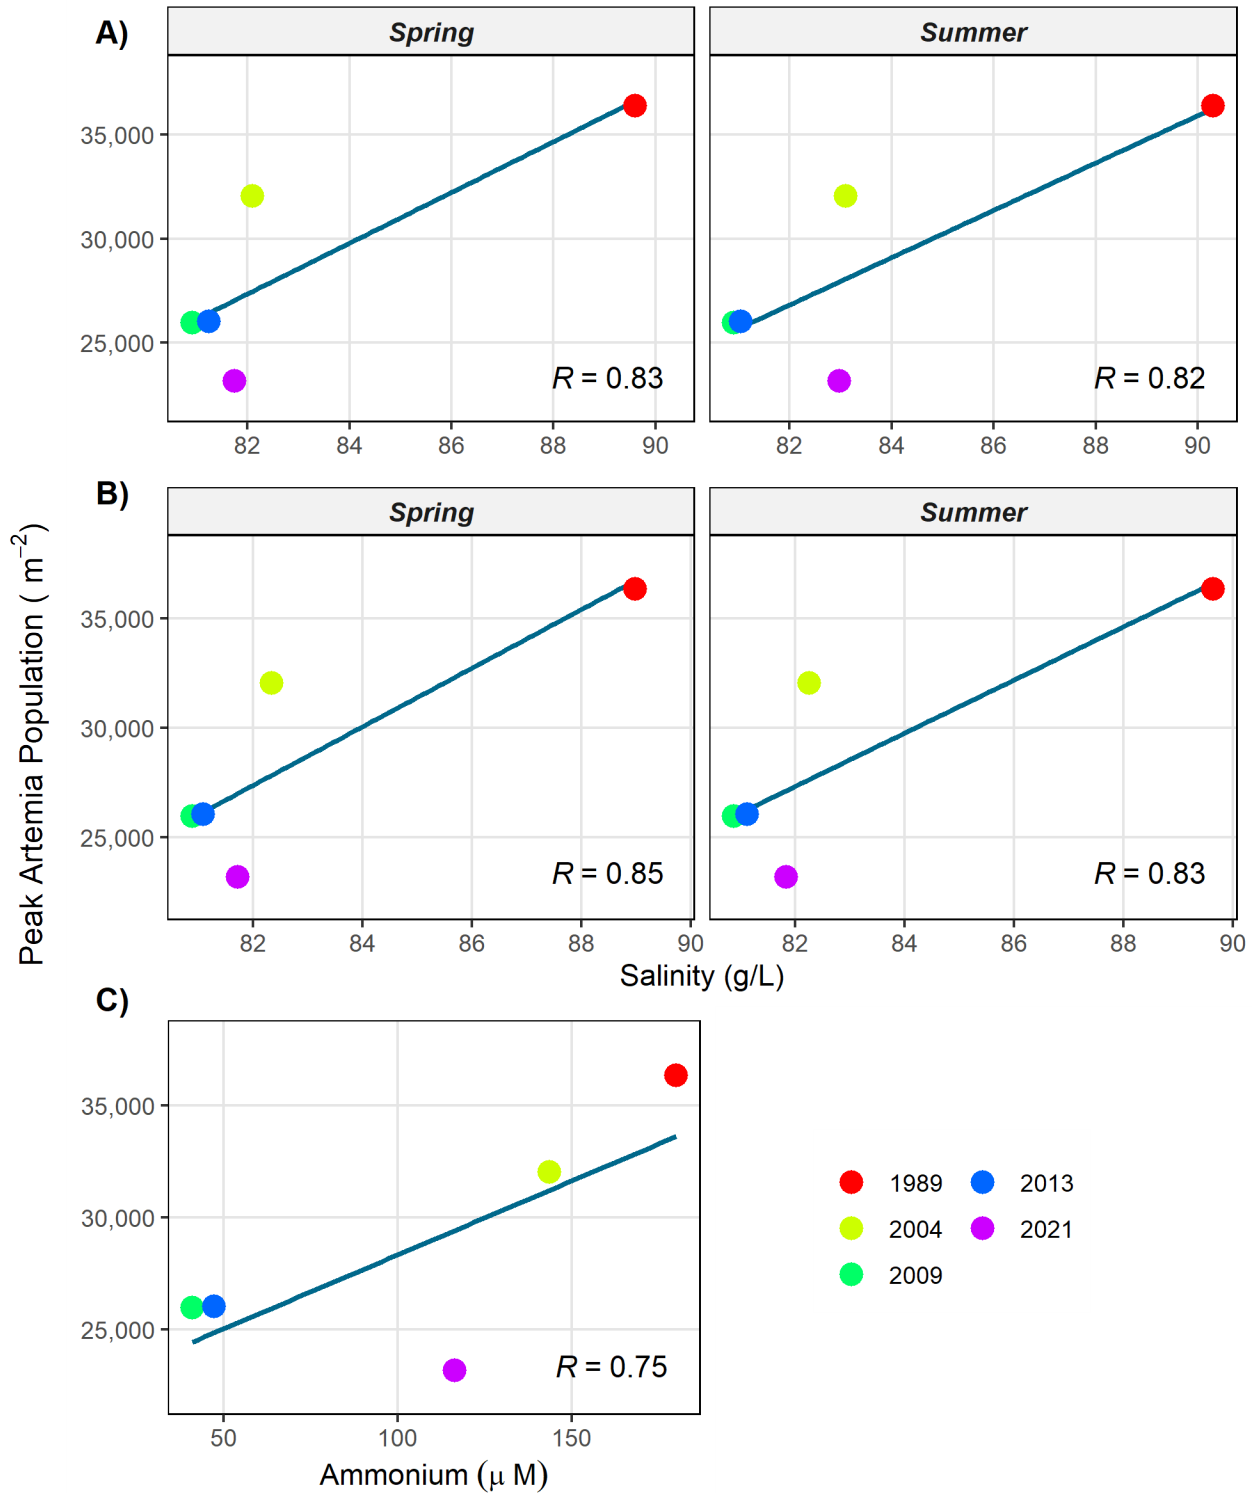 A)
Spring
Summer
35,000
30,000
25,000
R = 0.83
R = 0.82
82 84 86 88 90
82 84 86 88 90
B)
Spring
Summer
Peak Artemia Population ( m⁻²)
35,000
30,000
25,000
R = 0.85
R = 0.83
82 84 86 88 90
82 84 86 88 90
Salinity (g/L)
C)
35,000
30,000
25,000
R = 0.75
50 100 150
Ammonium (μ M)
1989 2013
2004 2021
2009